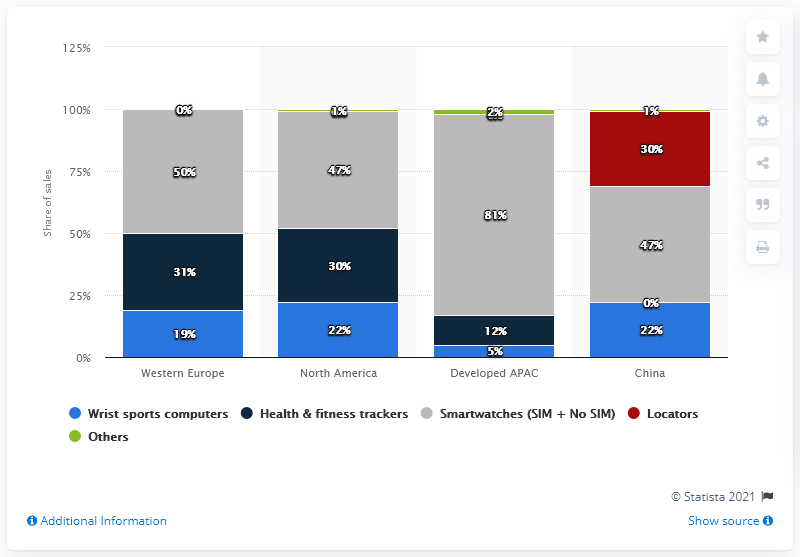 125%
100%
75%
50%
25%
0%
Share of sales
0%
50%
31%
19%
1%
47%
30%
22%
2%
81%
12%
5%
1%
30%
47%
0%
22%
Western Europe
North America
Developed APAC
China
Wrist sports computers
Health & fitness trackers
Smartwatches (SIM + No SIM)
Locators
Others
© Statista 2021
Additional Information
Show source